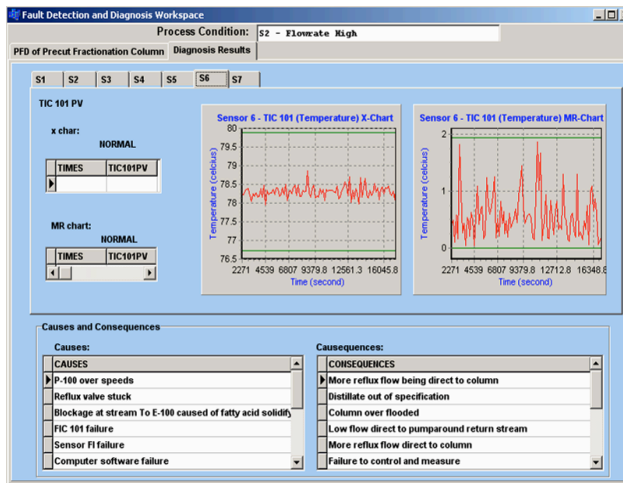 Fault Detection and Diagnosis Workspace
Process Condition: S2 - Flowrate High
PFD of Precut Fractionation Column Diagnosis Results
S1 S2 S3 S4 S5 S6 S7
TIC 101 PV
x char:
NORMAL
TIMES TIC101PV
MR chart:
NORMAL
TIMES TIC101PV
Sensor 6 - TIC 101 (Temperature) X-Chart
Temperature (celcius)
80
79.5
79
78.5
78
77.5
77
76.5
2271 4539 6807 9379.8 12561.3 16045.8
Time (second)
Sensor 6 - TIC 101 (Temperature) MR-Chart
Temperature (celcius)
2
1
0
2271 4539 6807 9379.8 12712.8 16348.8
Time (second)
Causes and Consequences
Causes:
CAUSES
P-100 over speeds
Reflux valve stuck
Blockage at stream To E-100 caused of fatty acid solidify
FIC 101 failure
Sensor FI failure
Computer software failure
Causequences:
CONSEQUENCES
More reflux flow being direct to column
Distillate out of specification
Column over flooded
Low flow direct to pumparound return stream
More reflux flow direct to column
Failure to control and measure